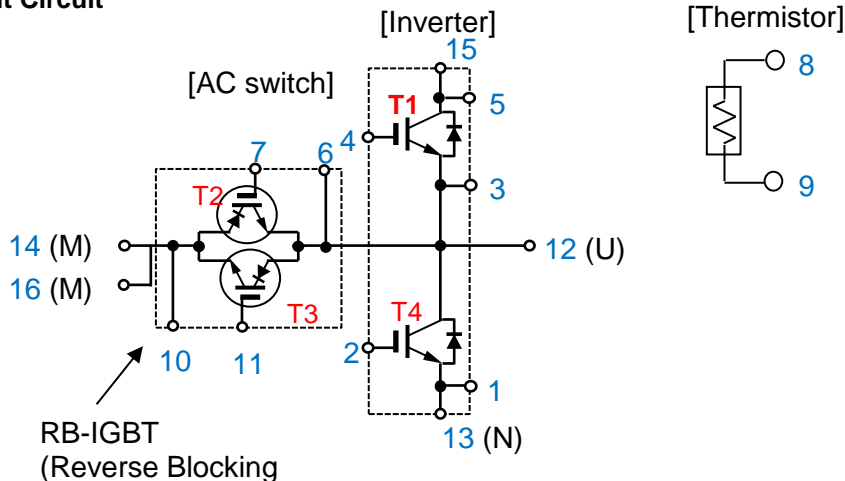 t Circuit
[Inverter]
[Thermistor]
15
8
[AC switch]
T1
5
4
7
6
T2
3
9
14 (M)
12 (U)
16 (M)
T3
T4
10
11
2
1
RB-IGBT
13 (N)
(Reverse Blocking